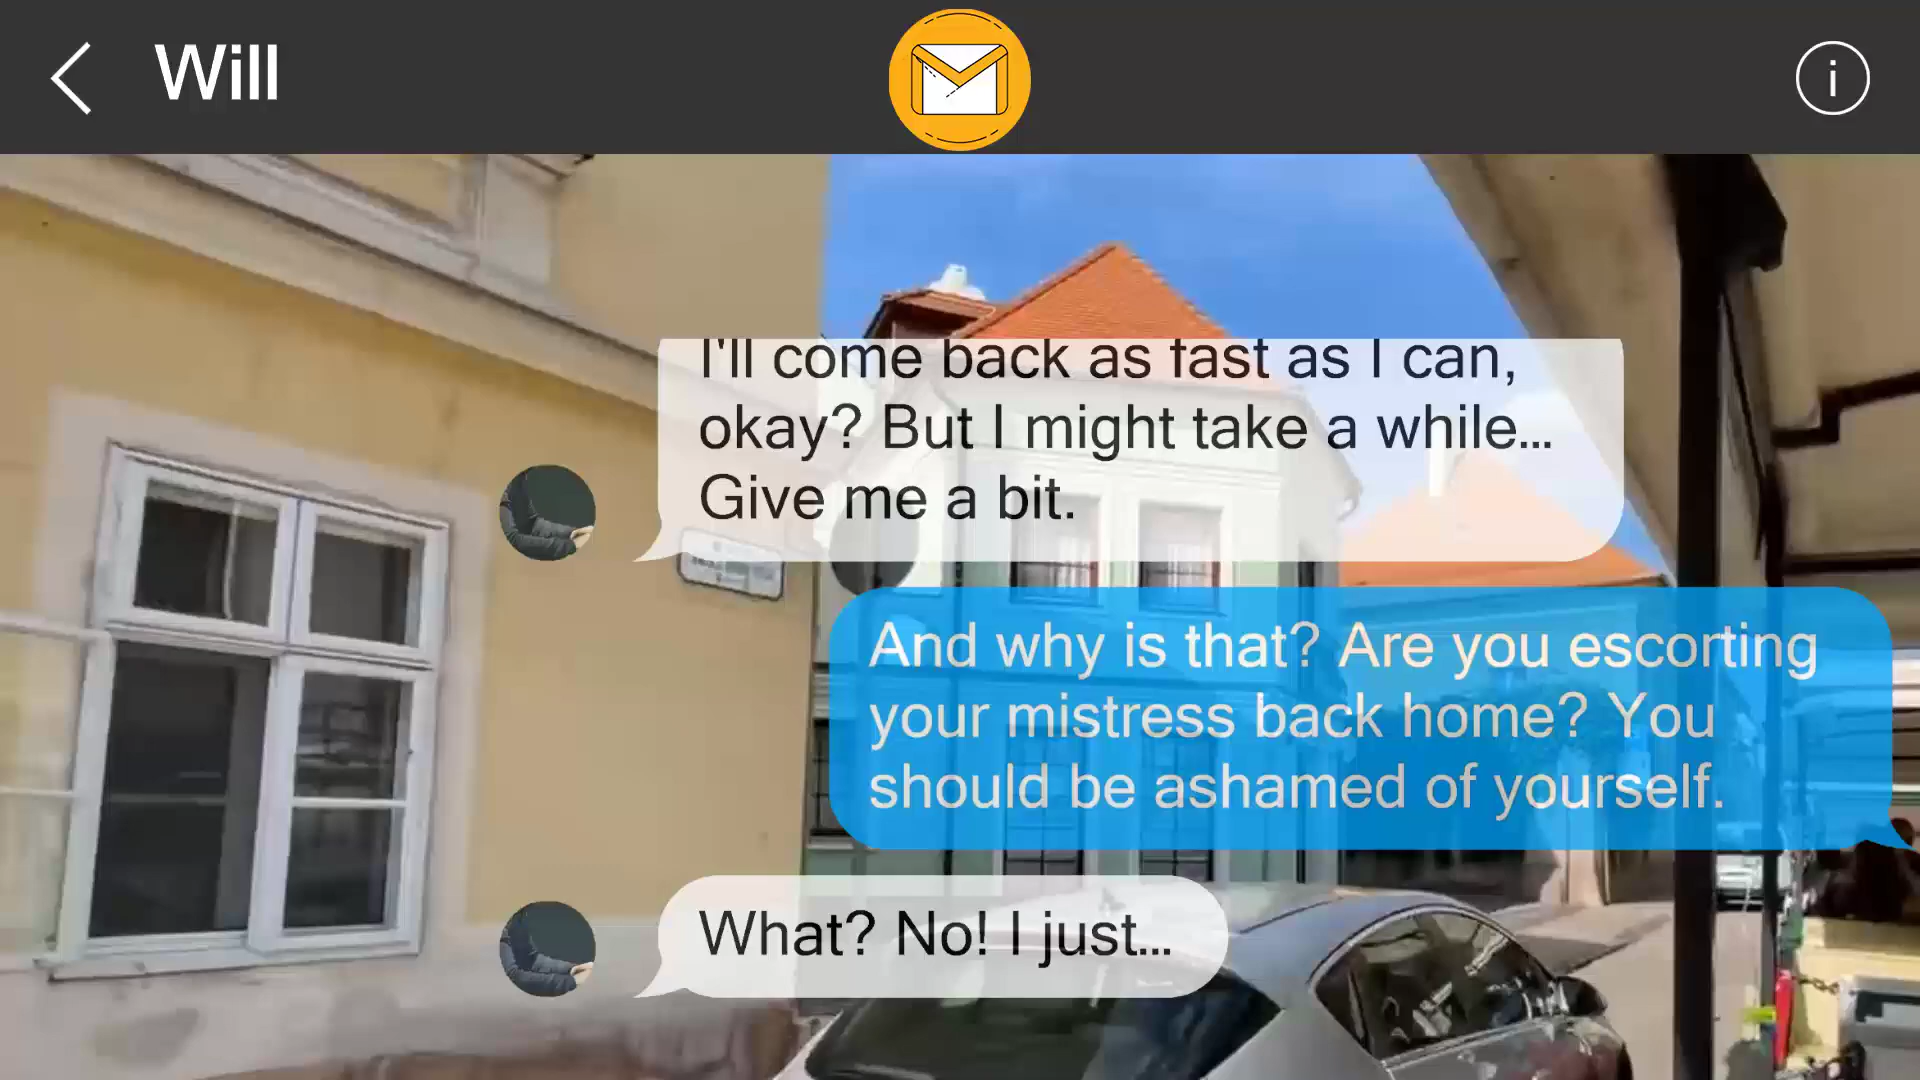 Will
i
I'll come back as fast as I can,
okay? But I might take a while...
Give me a bit.
And why is that? Are you escorting
your mistress back home? You
should be ashamed of yourself.
What? No! I just...